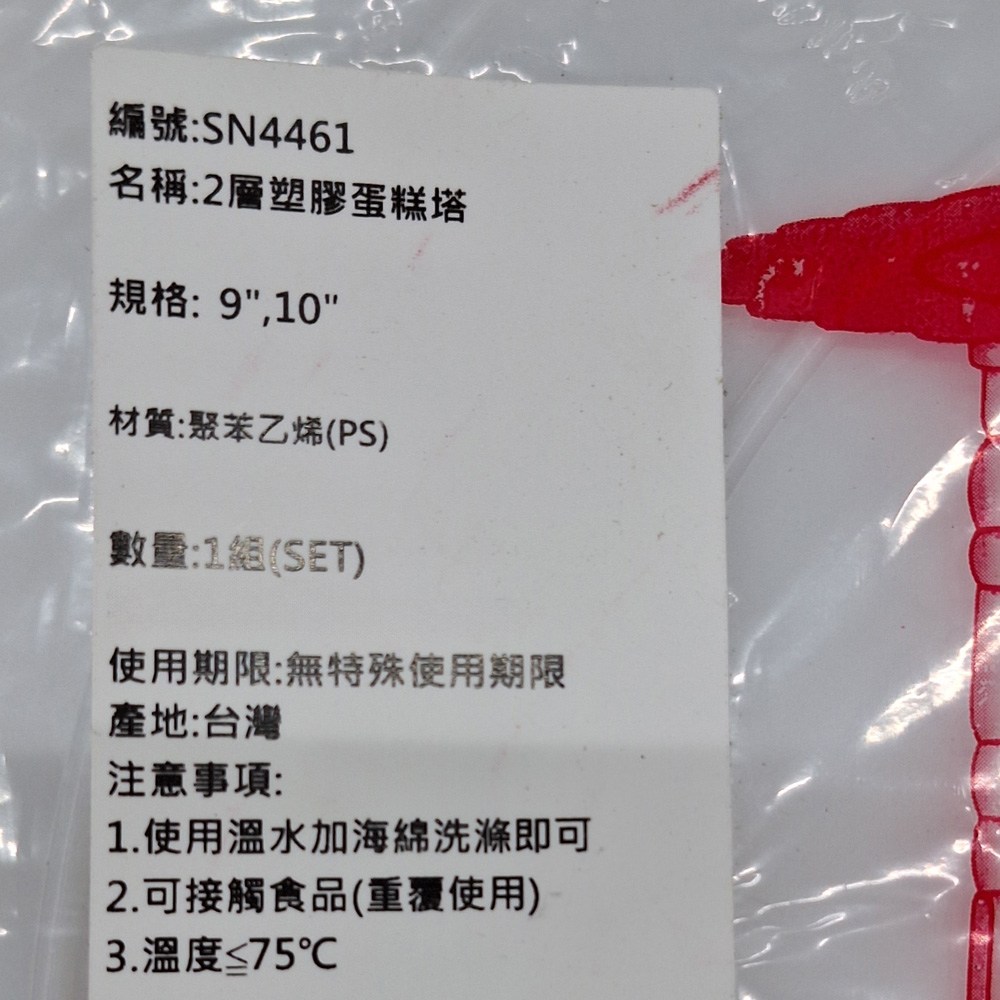 編號:SN4461
名稱:2層塑膠蛋糕塔
規格: 9",10"
材質:聚苯乙烯(PS)
數量:1組(SET)
使用期限:無特殊使用期限
產地:台灣
注意事項:
1.使用溫水加海綿洗滌即可
2.可接觸食品(重覆使用)
3.溫度≦75℃